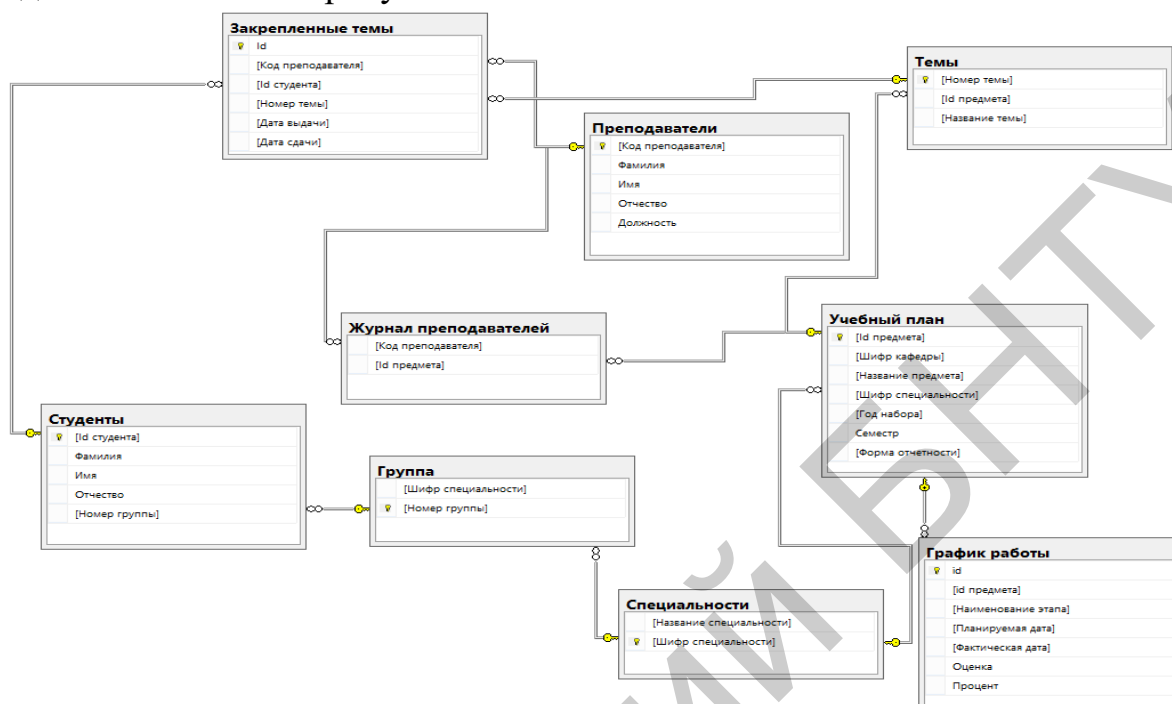 Закрепленные темы
Id
[Код преподавателя]
[Id студента]
[Номер темы]
[Дата выдачи]
[Дата сдачи]
Темы
[Номер темы]
[Id предмета]
[Название темы]
Преподаватели
[Код преподавателя]
Фамилия
Имя
Отчество
Должность
Журнал преподавателей
[Код преподавателя]
[Id предмета]
Учебный план
[Id предмета]
[Шифр кафедры]
[Название предмета]
[Шифр специальности]
[Год набора]
Семестр
[Форма отчетности]
Студенты
[Id студента]
Фамилия
Имя
Отчество
[Номер группы]
Группа
[Шифр специальности]
[Номер группы]
Специальности
[Название специальности]
[Шифр специальности]
График работы
id
[id предмета]
[Наименование этапа]
[Планируемая дата]
[Фактическая дата]
Оценка
Процент
БНТУ